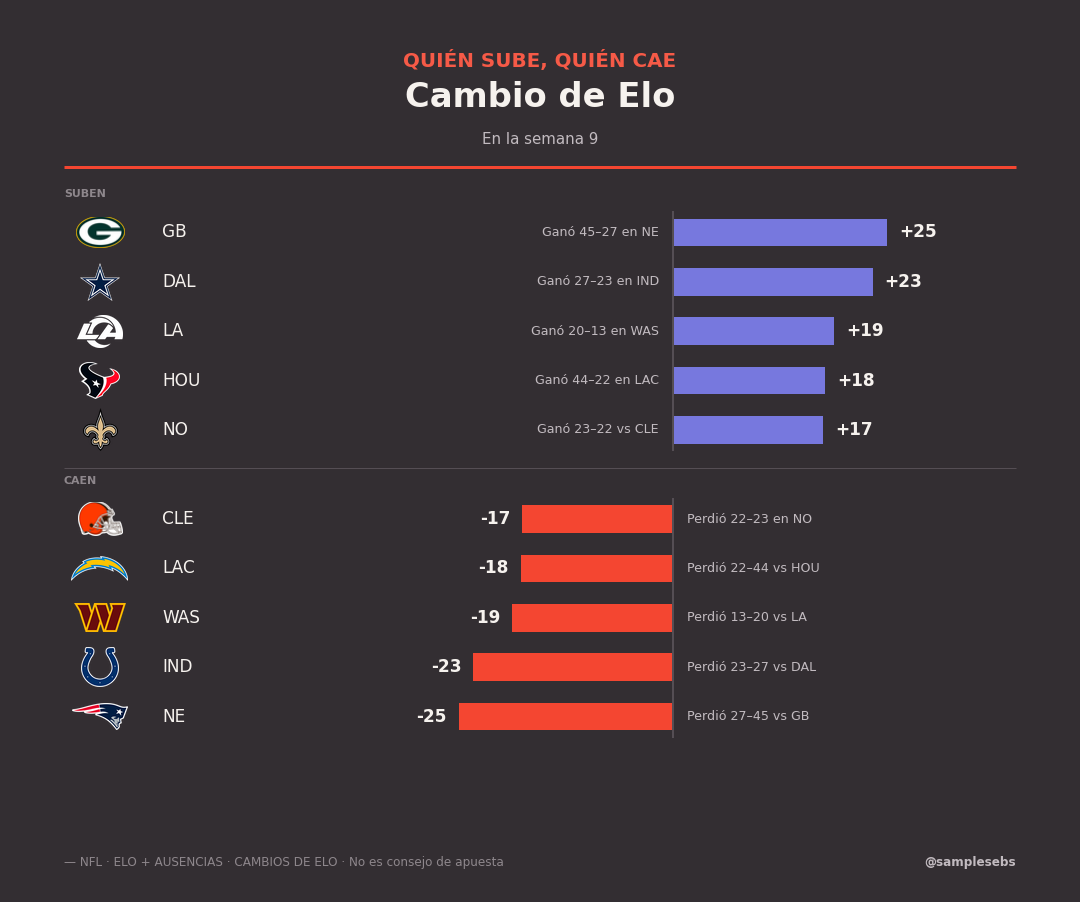 QUIÉN SUBE, QUIÉN CAE
Cambio de Elo
En la semana 9
SUBEN
GB Ganó 45–27 en NE +25
DAL Ganó 27–23 en IND +23
LA Ganó 20–13 en WAS +19
HOU Ganó 44–22 en LAC +18
NO Ganó 23–22 vs CLE +17
CAEN
CLE -17 Perdió 22–23 en NO
LAC -18 Perdió 22–44 vs HOU
WAS -19 Perdió 13–20 vs LA
IND -23 Perdió 23–27 vs DAL
NE -25 Perdió 27–45 vs GB
— NFL · ELO + AUSENCIAS · CAMBIOS DE ELO · No es consejo de apuesta @samplesebs